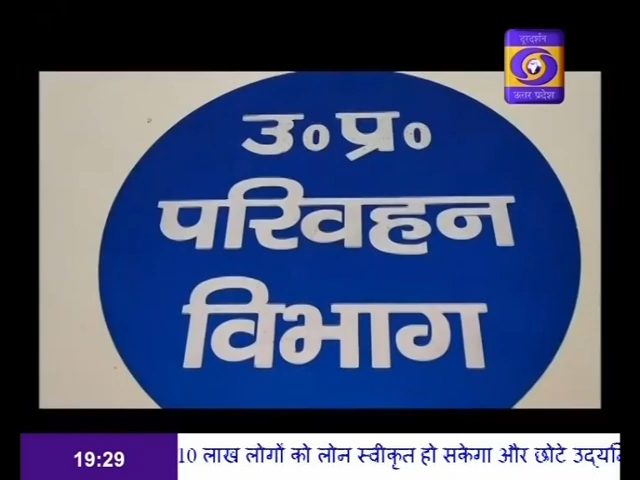 दूरदर्शन
उत्तर प्रदेश
उ०प्र०
परिवहन
विभाग
19:29
10 लाख लोगों को लोन स्वीकृत हो सकेगा और छोटे